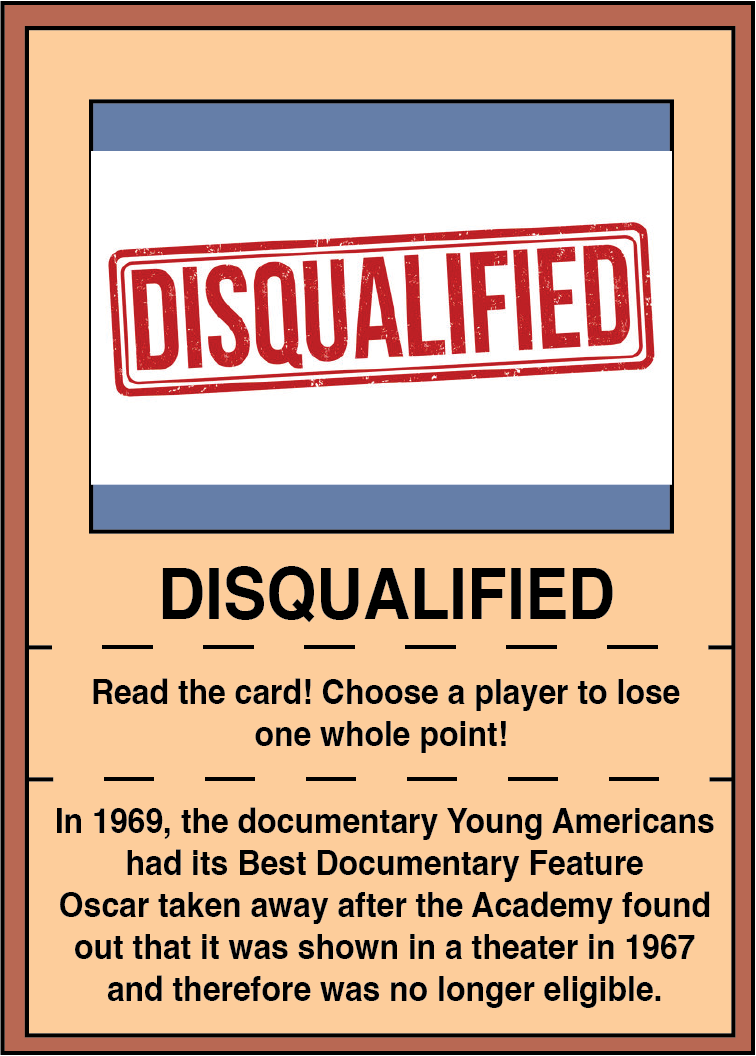 DISQUALIFIED
DISQUALIFIED
Read the card! Choose a player to lose
one whole point!
In 1969, the documentary Young Americans
had its Best Documentary Feature
Oscar taken away after the Academy found
out that it was shown in a theater in 1967
and therefore was no longer eligible.